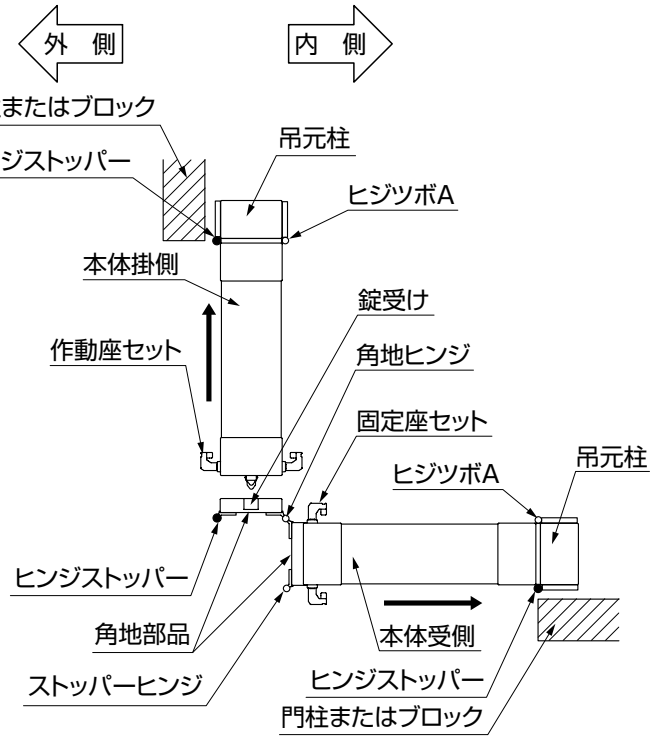 外側
内側
またはブロック
ジストッパー
吊元柱
ヒジツボA
本体掛側
錠受け
作動座セット
角地ヒンジ
固定座セット
ヒジツボA
吊元柱
ヒンジストッパー
角地部品
本体受側
ストッパーヒンジ
ヒンジストッパー
門柱またはブロック